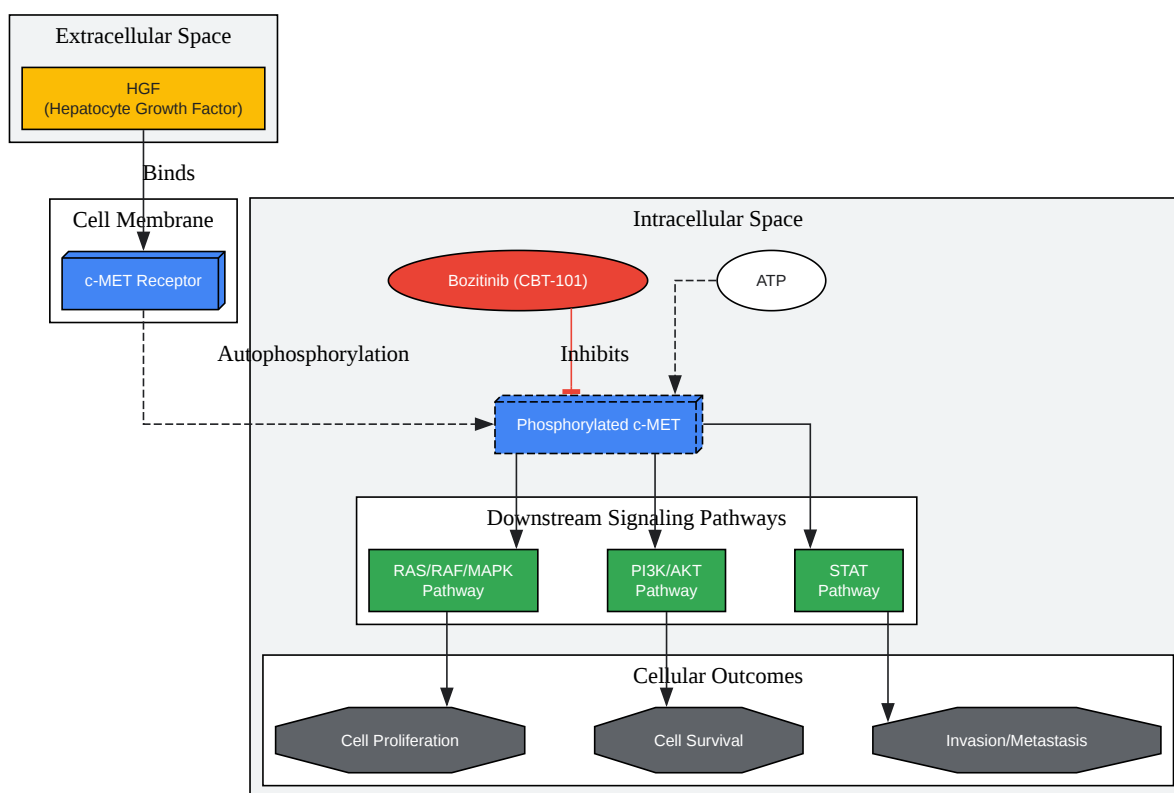 Extracellular Space
HGF
(Hepatocyte Growth Factor)
Binds
Cell Membrane
c-MET Receptor
Intracellular Space
Bozitinib (CBT-101)
ATP
Autophosphorylation
Inhibits
Phosphorylated c-MET
Downstream Signaling Pathways
RAS/RAF/MAPK
Pathway
PI3K/AKT
Pathway
STAT
Pathway
Cellular Outcomes
Cell Proliferation
Cell Survival
Invasion/Metastasis